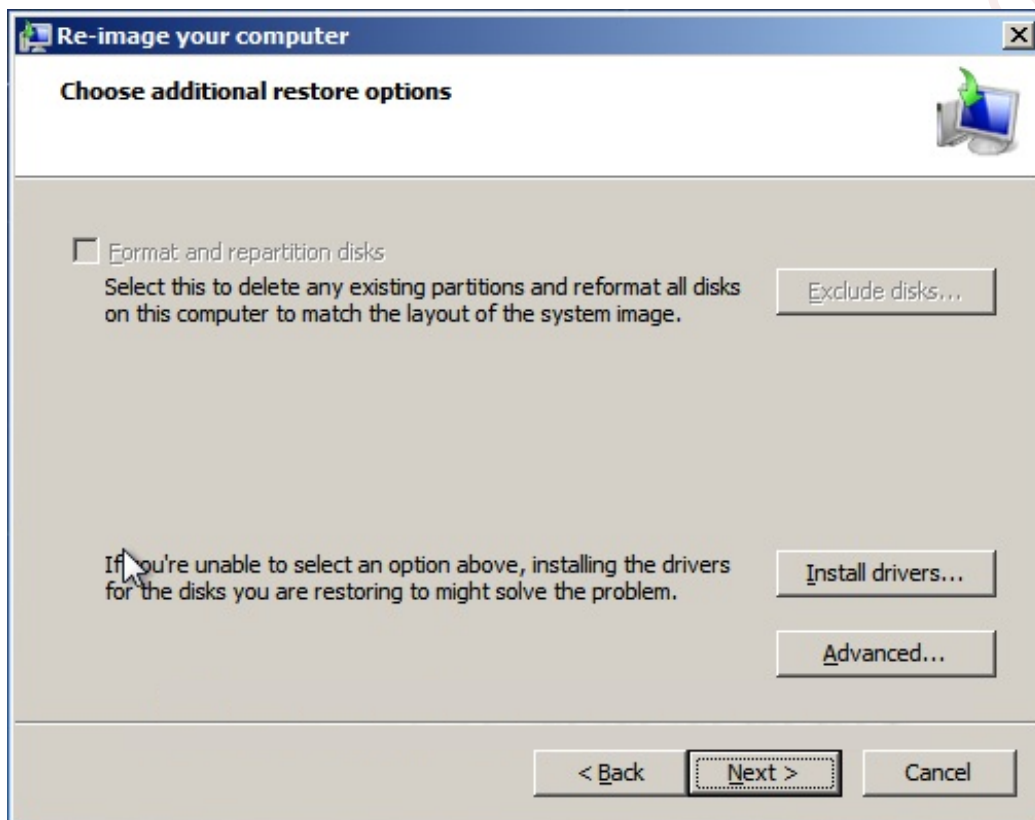 Re-image your computer
Choose additional restore options
Format and repartition disks
Select this to delete any existing partitions and reformat all disks
on this computer to match the layout of the system image.
Exclude disks...
If you're unable to select an option above, installing the drivers
for the disks you are restoring to might solve the problem.
Install drivers...
Advanced...
< Back
Next >
Cancel